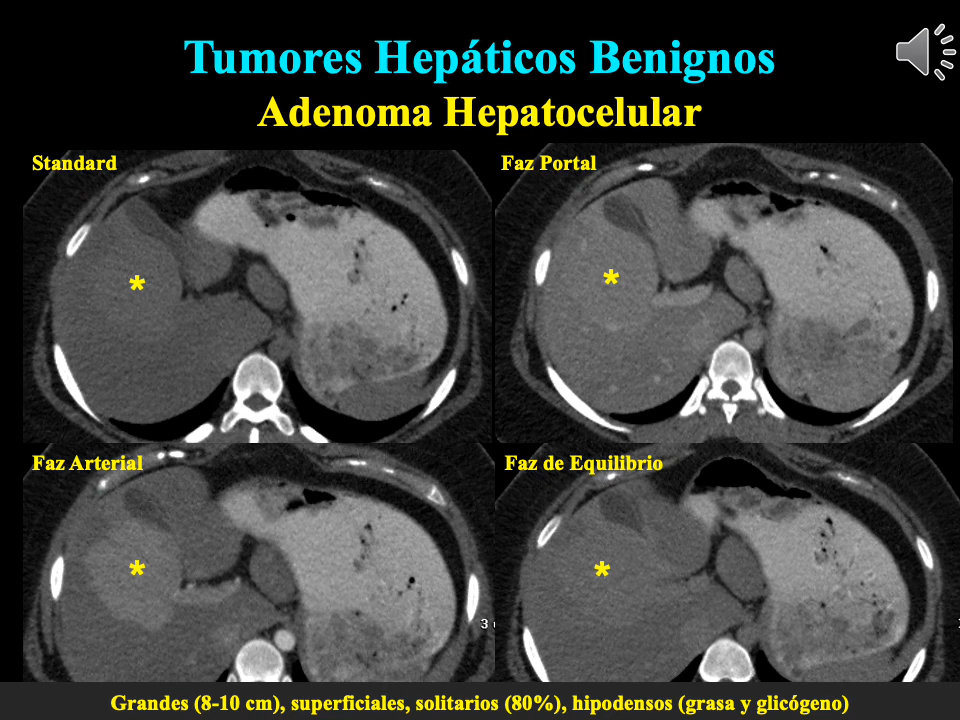 Tumores Hepáticos Benignos
Adenoma Hepatocelular
Standard
Faz Portal
*
*
Faz Arterial
Faz de Equilibrio
*
*
3
Grandes (8-10 cm), superficiales, solitarios (80%), hipodensos (grasa y glicógeno)